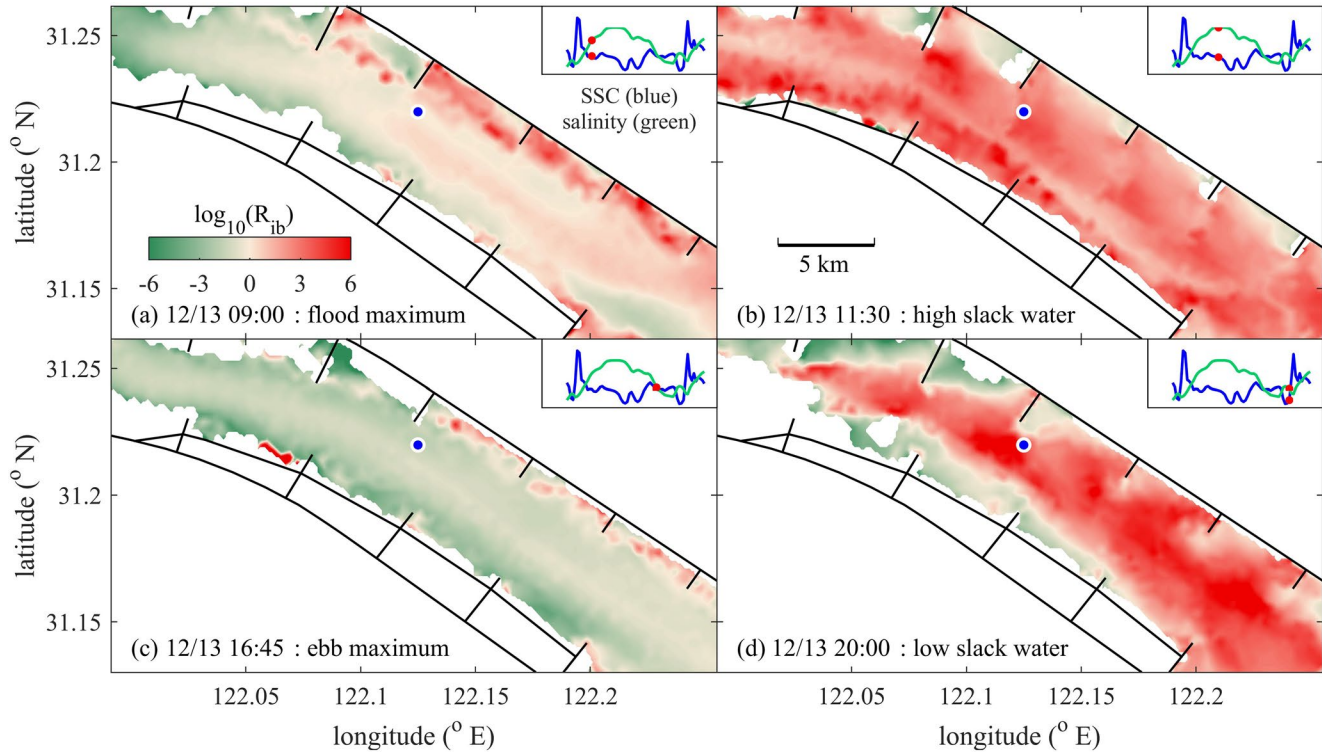 31.25
31.2
31.15
latitude (° N)
SSC (blue)
salinity (green)
log10(Rib)
-6 -3 0 3 6
(a) 12/13 09:00 : flood maximum
5 km
(b) 12/13 11:30 : high slack water
31.25
31.2
31.15
latitude (° N)
(c) 12/13 16:45 : ebb maximum
(d) 12/13 20:00 : low slack water
122.05 122.1 122.15 122.2
longitude (° E)
122.05 122.1 122.15 122.2
longitude (° E)
latitude (° N)
latitude (° N)